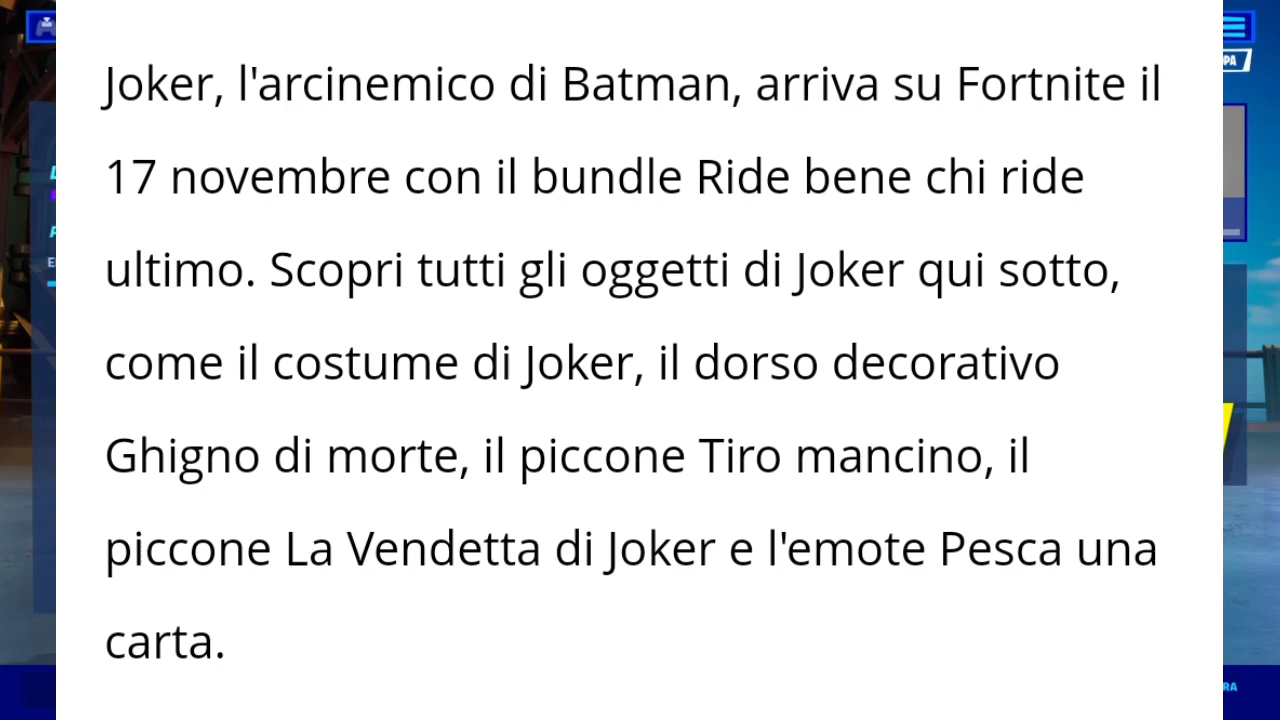 Joker, l'arcinemico di Batman, arriva su Fortnite il
17 novembre con il bundle Ride bene chi ride
ultimo. Scopri tutti gli oggetti di Joker qui sotto,
come il costume di Joker, il dorso decorativo
Ghigno di morte, il piccone Tiro mancino, il
piccone La Vendetta di Joker e l'emote Pesca una
carta.